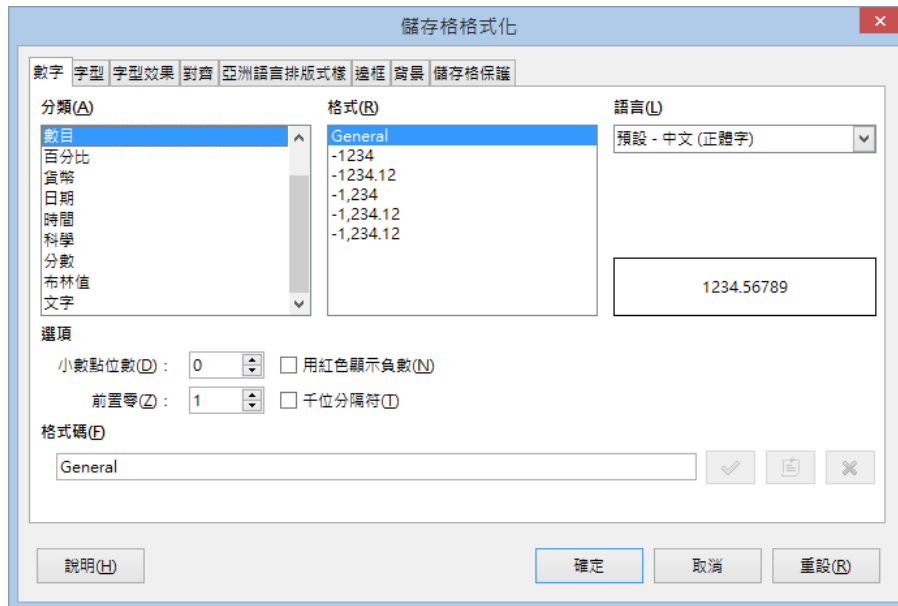 儲存格格式化
數字 字型 字型效果 對齊 亞洲語言排版式樣 邊框 背景 儲存格保護
分類(A) 格式(R) 語言(L)
數目
百分比
貨幣
日期
時間
科學
分數
布林值
文字
General
-1234
-1234.12
-1,234
-1,234.12
-1,234.12
預設 - 中文 (正體字)
1234.56789
選項
小數點位數(D): 0 用紅色顯示負數(N)
前置零(Z): 1 千位分隔符(T)
格式碼(F)
General
說明(H) 確定 取消 重設(R)